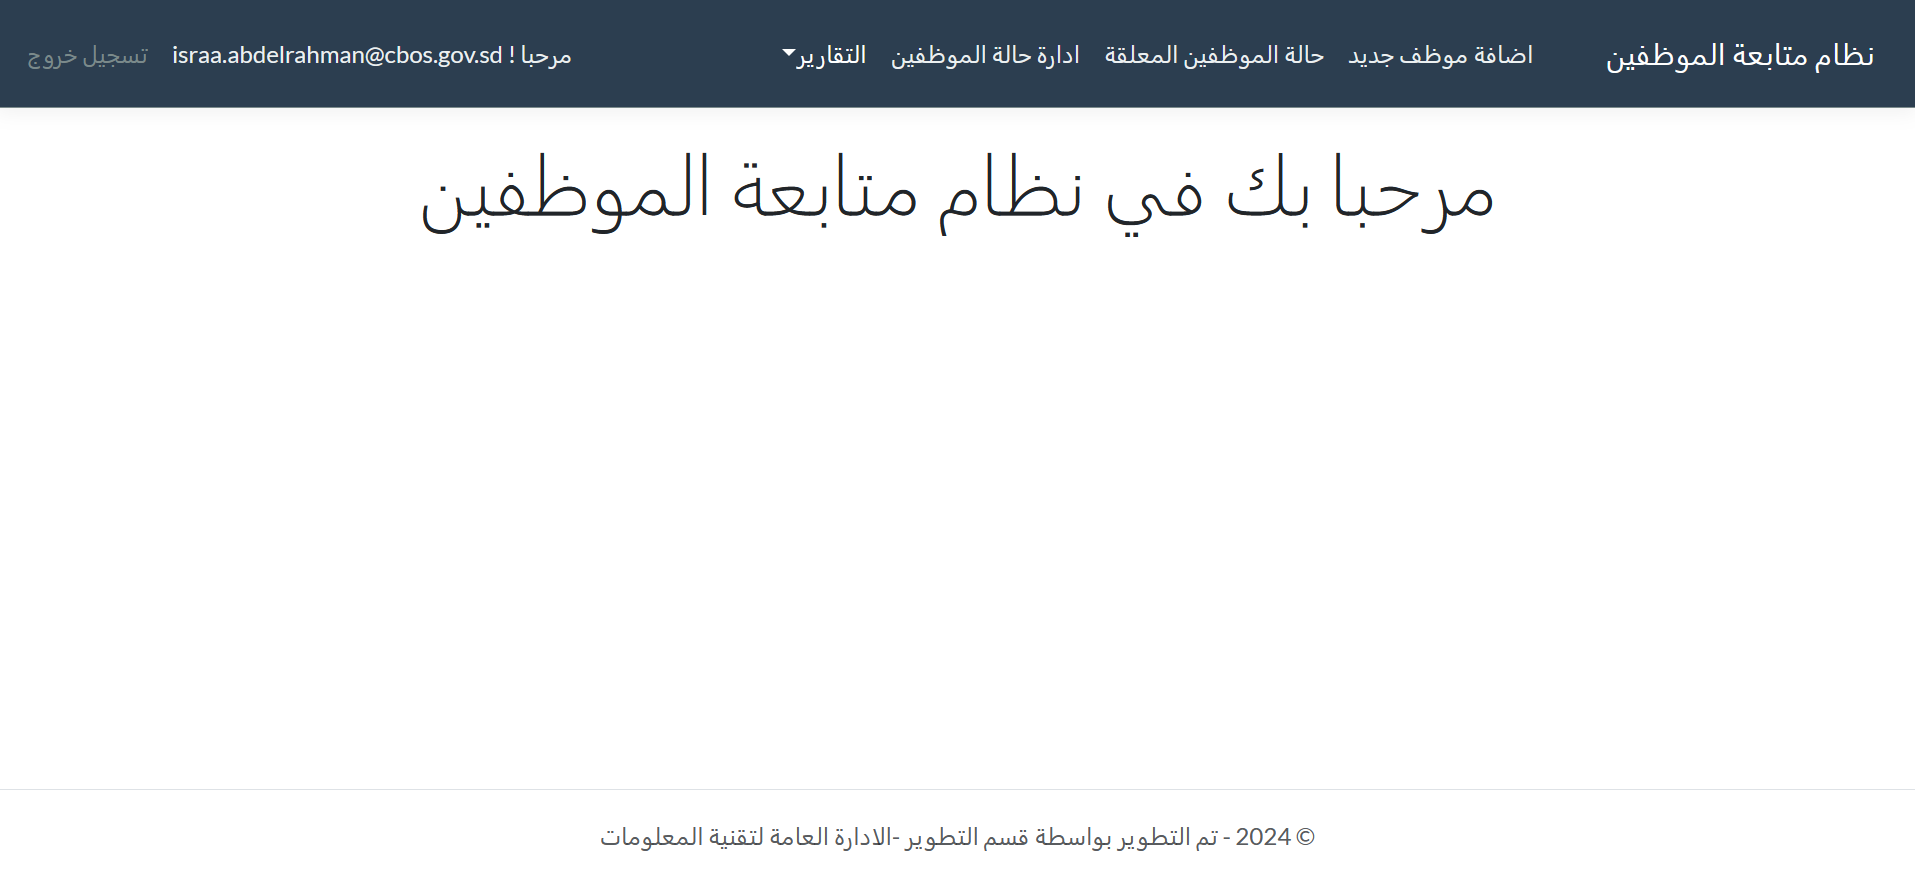 نظام متابعة الموظفين
اضافة موظف جديد
حالة الموظفين المعلقة
ادارة حالة الموظفين
التقارير
مرحبا ! israa.abdelrahman@cbos.gov.sd
تسجيل خروج
مرحبا بك في نظام متابعة الموظفين
© 2024 - تم التطوير بواسطة قسم التطوير -الادارة العامة لتقنية المعلومات